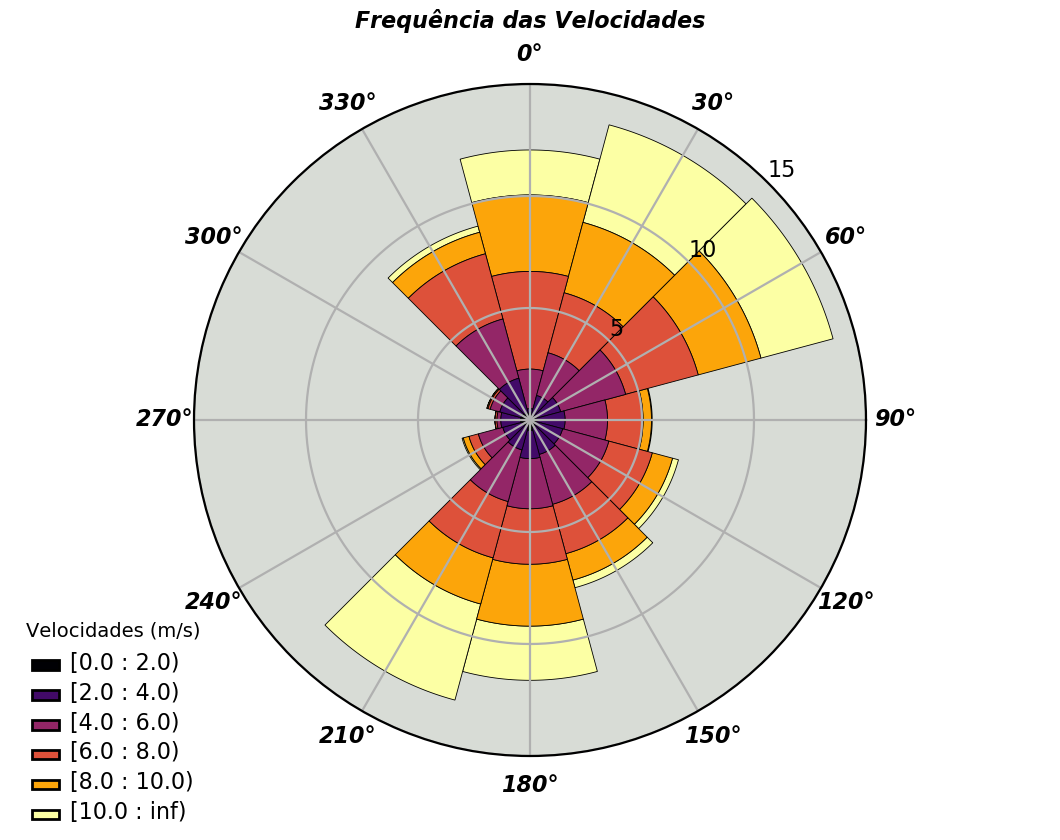 Frequência das Velocidades
0°
330°
30°
15
300°
60°
10
5
270°
90°
240°
120°
210°
150°
180°
Velocidades (m/s)
[0.0 : 2.0)
[2.0 : 4.0)
[4.0 : 6.0)
[6.0 : 8.0)
[8.0 : 10.0)
[10.0 : inf)